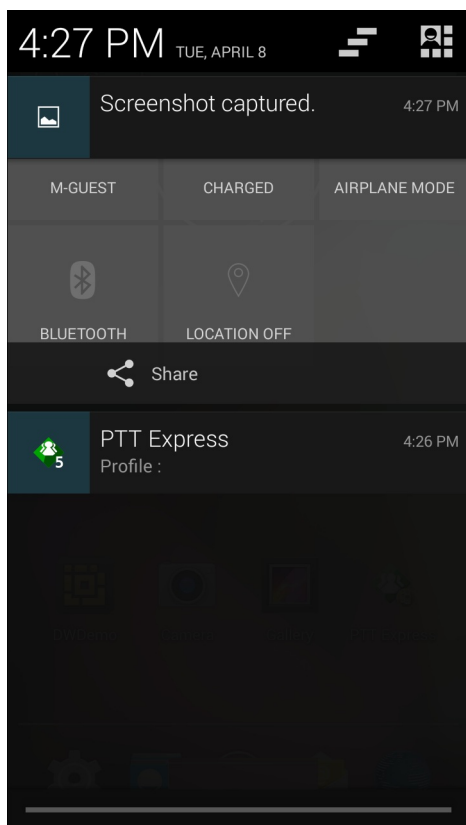 4:27 PM TUE, APRIL 8
Screenshot captured. 4:27 PM
M-GUEST CHARGED AIRPLANE MODE
BLUETOOTH LOCATION OFF
Share
PTT Express 4:26 PM
Profile :
5